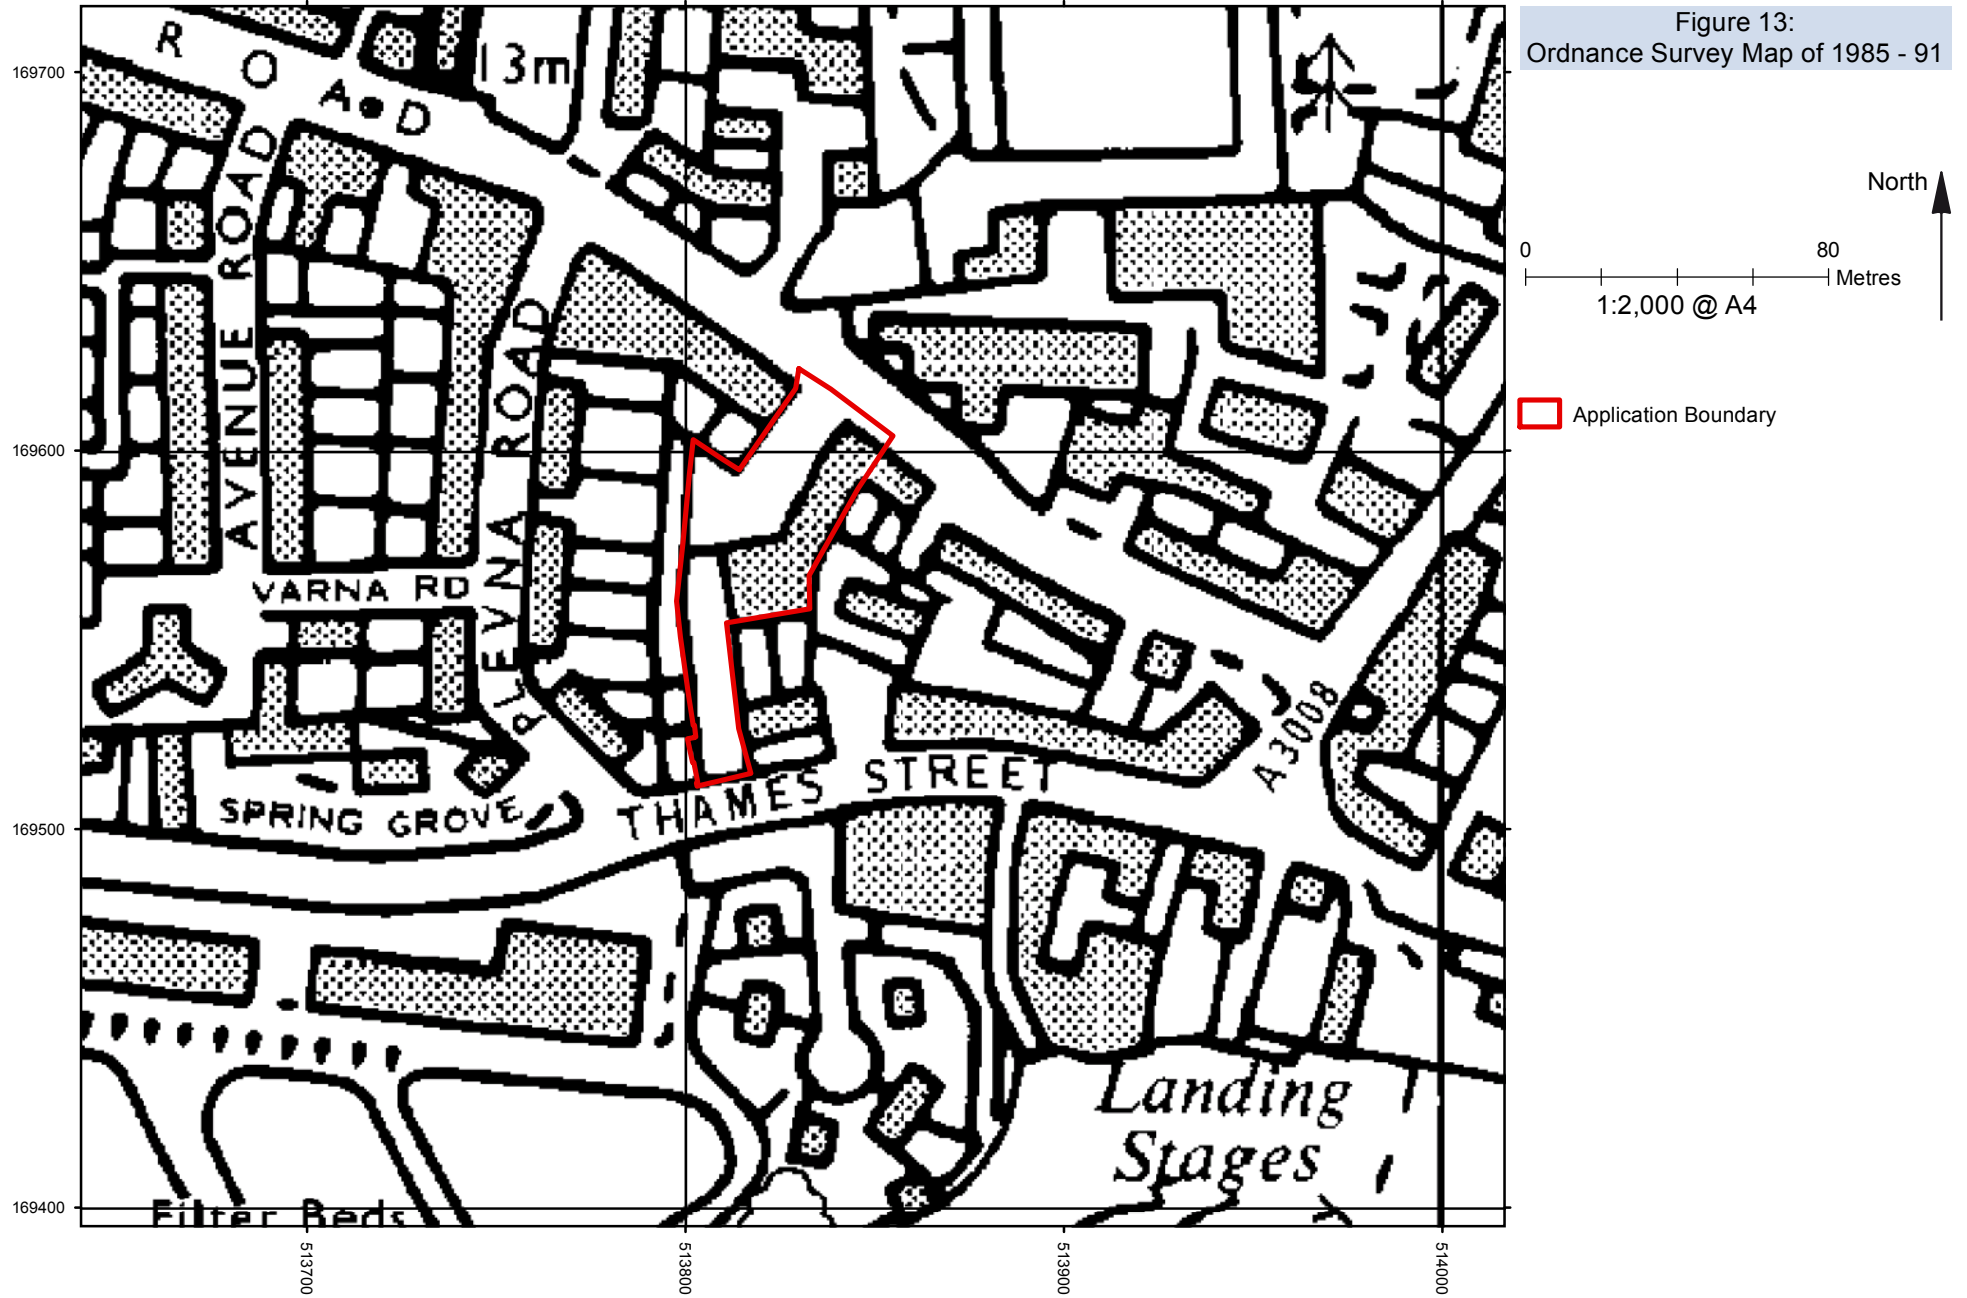 Figure 13:
Ordnance Survey Map of 1985 - 91
North
0 80
Metres
1:2,000 @ A4
Application Boundary
169700
169600
169500
169400
513700
513800
513900
514000
ROAD
13m
AVENUE ROAD
PLEVNA ROAD
VARNA RD
SPRING GROVE
THAMES STREET
A3008
Landing
Stages
Filter Beds